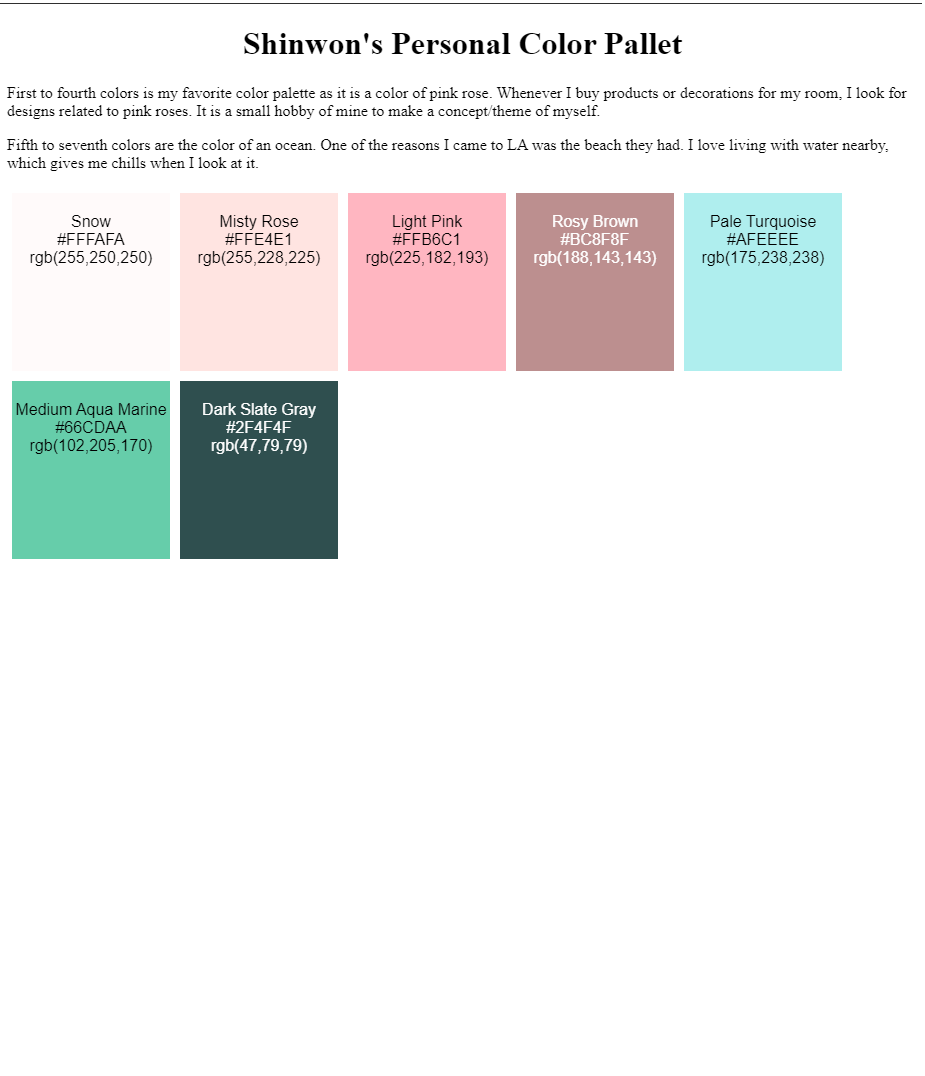 Shinwon's Personal Color Pallet
First to fourth colors is my favorite color palette as it is a color of pink rose. Whenever I buy products or decorations for my room, I look for
designs related to pink roses. It is a small hobby of mine to make a concept/theme of myself.
Fifth to seventh colors are the color of an ocean. One of the reasons I came to LA was the beach they had. I love living with water nearby,
which gives me chills when I look at it.
Snow
#FFFAFA
rgb(255,250,250)
Misty Rose
#FFE4E1
rgb(255,228,225)
Light Pink
#FFB6C1
rgb(225,182,193)
Rosy Brown
#BC8F8F
rgb(188,143,143)
Pale Turquoise
#AFEEEE
rgb(175,238,238)
Medium Aqua Marine
#66CDAA
rgb(102,205,170)
Dark Slate Gray
#2F4F4F
rgb(47,79,79)